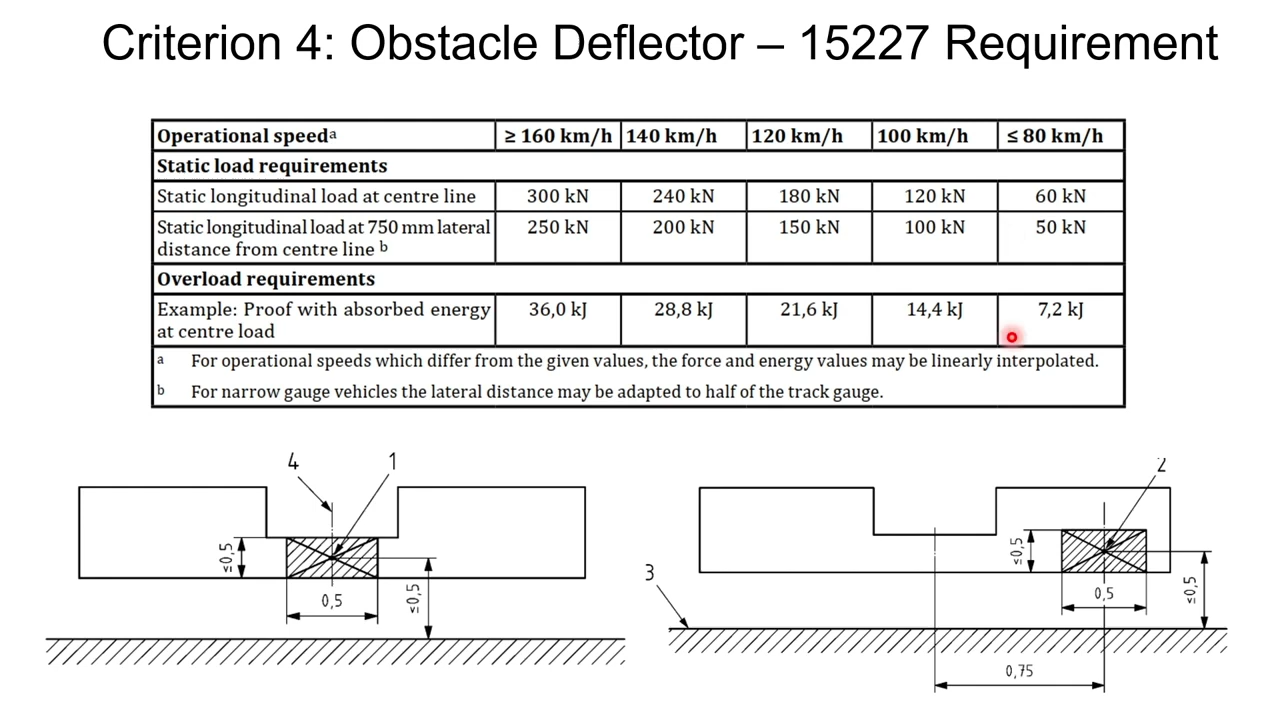 Criterion 4: Obstacle Deflector – 15227 Requirement
Operational speedᵃ ≥ 160 km/h 140 km/h 120 km/h 100 km/h ≤ 80 km/h
Static load requirements
Static longitudinal load at centre line 300 kN 240 kN 180 kN 120 kN 60 kN
Static longitudinal load at 750 mm lateral distance from centre line ᵇ 250 kN 200 kN 150 kN 100 kN 50 kN
Overload requirements
Example: Proof with absorbed energy at centre load 36,0 kJ 28,8 kJ 21,6 kJ 14,4 kJ 7,2 kJ
ᵃ For operational speeds which differ from the given values, the force and energy values may be linearly interpolated.
ᵇ For narrow gauge vehicles the lateral distance may be adapted to half of the track gauge.
4 1
≤0,5
0,5
≤0,5
2
3
≤0,5
0,5
≤0,5
0,75